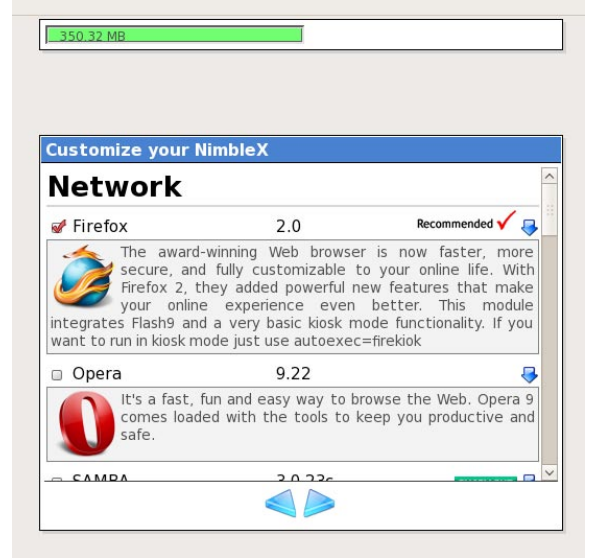 350.32 MB
Customize your NimbleX
Network
Firefox 2.0 Recommended
The award-winning Web browser is now faster, more
secure, and fully customizable to your online life. With
Firefox 2, they added powerful new features that make
your online experience even better. This module
integrates Flash9 and a very basic kiosk mode functionality. If you
want to run in kiosk mode just use autoexec=firekiok
Opera 9.22
It's a fast, fun and easy way to browse the Web. Opera 9
comes loaded with the tools to keep you productive and
safe.
SAMBA 3.0.23c